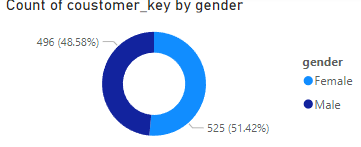 Count of coustomer_key by gender
496 (48.58%)
gender
Female
Male
525 (51.42%)